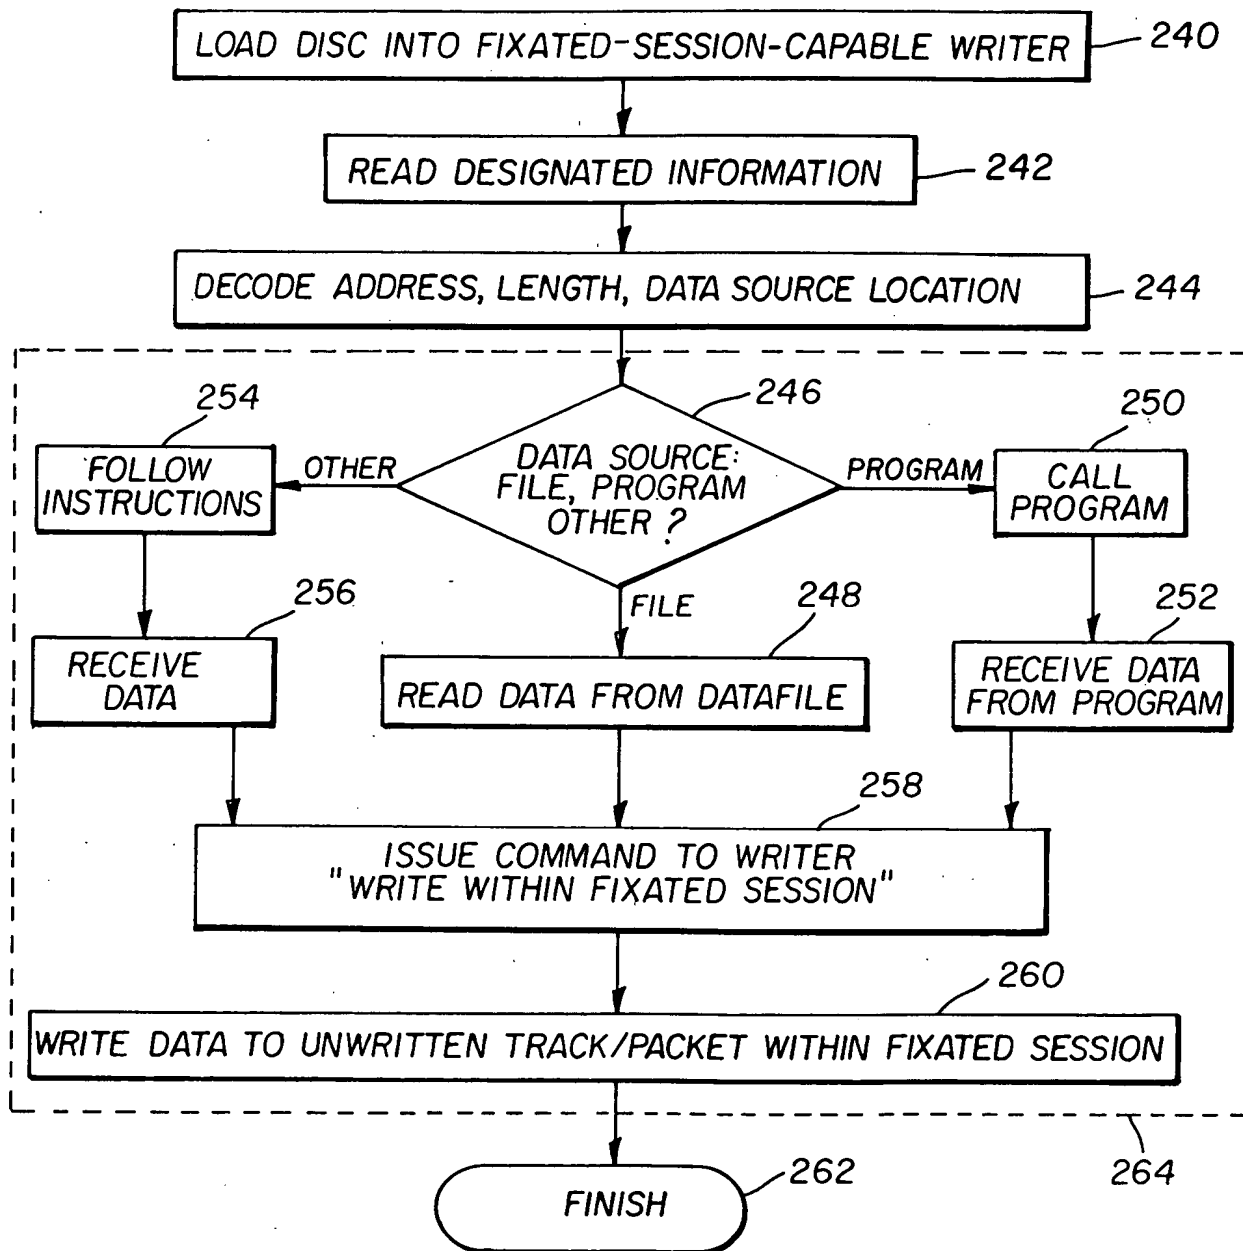 LOAD DISC INTO FIXATED-SESSION-CAPABLE WRITER
240
READ DESIGNATED INFORMATION
242
DECODE ADDRESS, LENGTH, DATA SOURCE LOCATION
244
254
246
250
FOLLOW
INSTRUCTIONS
OTHER
DATA SOURCE:
FILE, PROGRAM
OTHER ?
PROGRAM
CALL
PROGRAM
256
FILE
248
252
RECEIVE
DATA
READ DATA FROM DATAFILE
RECEIVE DATA
FROM PROGRAM
258
ISSUE COMMAND TO WRITER
"WRITE WITHIN FIXATED SESSION"
260
WRITE DATA TO UNWRITTEN TRACK/PACKET WITHIN FIXATED SESSION
264
FINISH
262